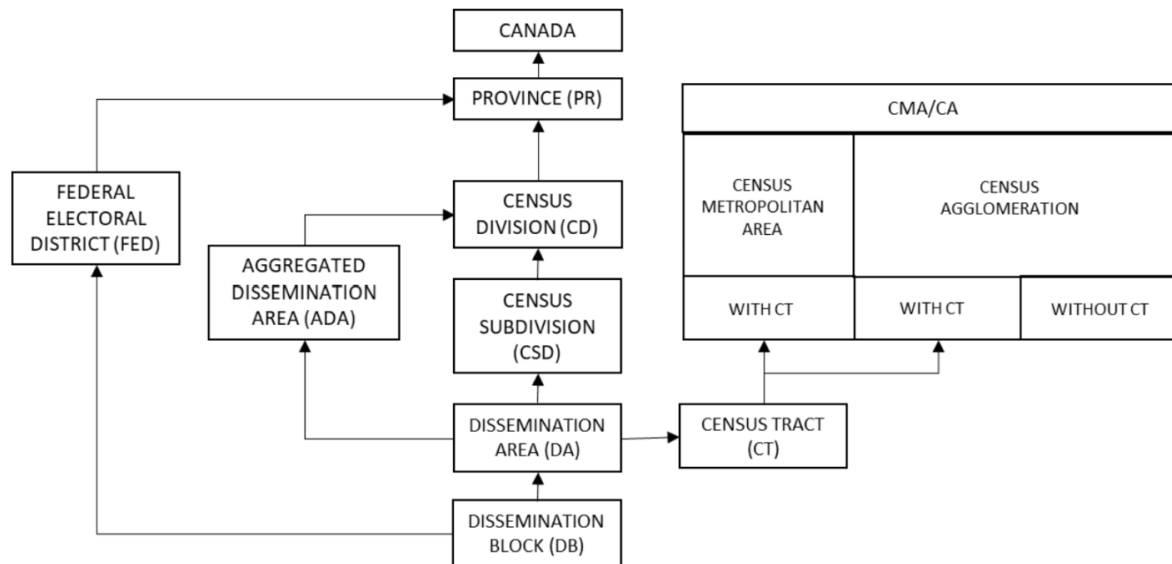 CANADA
PROVINCE (PR)
CMA/CA
FEDERAL
ELECTORAL
DISTRICT (FED)
CENSUS
DIVISION (CD)
CENSUS
METROPOLITAN
AREA
CENSUS
AGGLOMERATION
AGGREGATED
DISSEMINATION
AREA (ADA)
CENSUS
SUBDIVISION
(CSD)
WITH CT
WITH CT
WITHOUT CT
DISSEMINATION
AREA (DA)
CENSUS TRACT
(CT)
DISSEMINATION
BLOCK (DB)